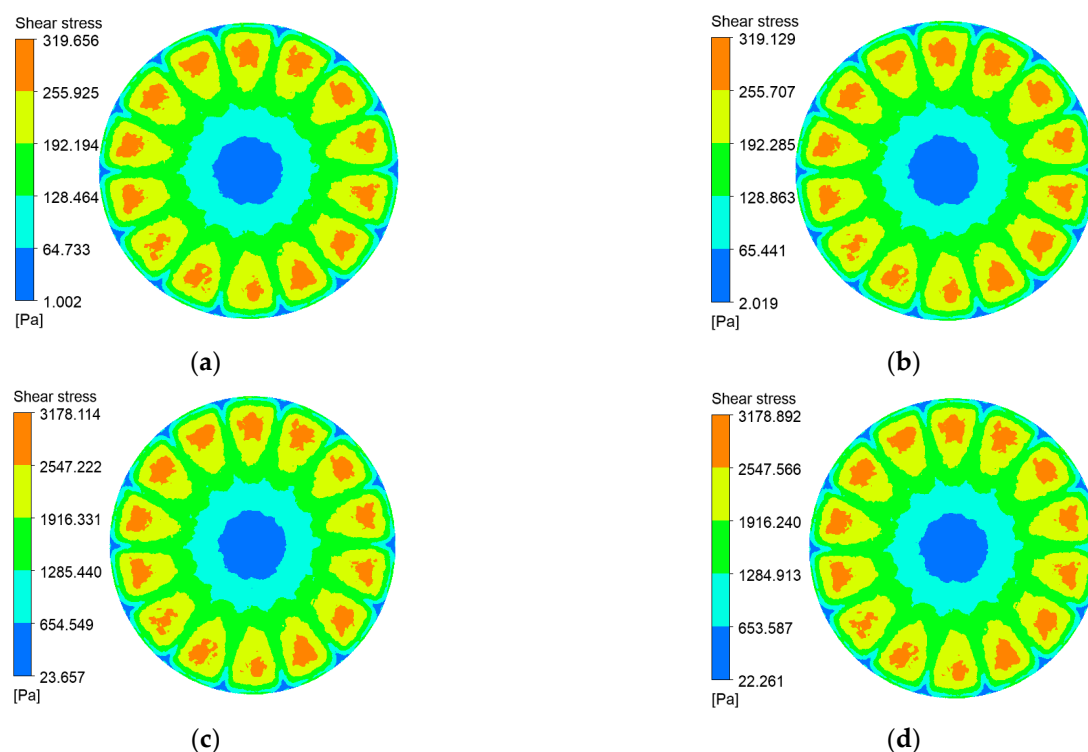 Shear stress
319.656
255.925
192.194
128.464
64.733
1.002
[Pa]
(a)
Shear stress
319.129
255.707
192.285
128.863
65.441
2.019
[Pa]
(b)
Shear stress
3178.114
2547.222
1916.331
1285.440
654.549
23.657
[Pa]
(c)
Shear stress
3178.892
2547.566
1916.240
1284.913
653.587
22.261
[Pa]
(d)